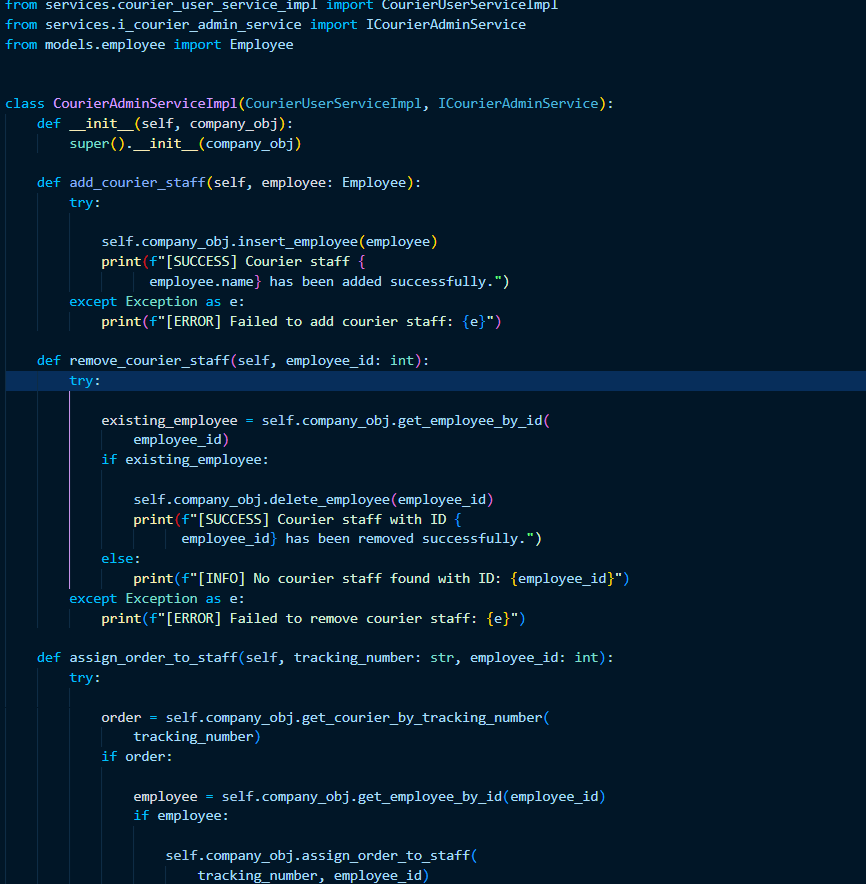 from services.courier_user_service_impl import CourierUserServiceImpl
from services.i_courier_admin_service import ICourierAdminService
from models.employee import Employee
class CourierAdminServiceImpl(CourierUserServiceImpl, ICourierAdminService):
    def __init__(self, company_obj):
        super().__init__(company_obj)
    def add_courier_staff(self, employee: Employee):
        try:
            self.company_obj.insert_employee(employee)
            print(f"[SUCCESS] Courier staff {
                  employee.name} has been added successfully.")
        except Exception as e:
            print(f"[ERROR] Failed to add courier staff: {e}")
    def remove_courier_staff(self, employee_id: int):
        try:
            existing_employee = self.company_obj.get_employee_by_id(
                employee_id)
            if existing_employee:
                self.company_obj.delete_employee(employee_id)
                print(f"[SUCCESS] Courier staff with ID {
                      employee_id} has been removed successfully.")
            else:
                print(f"[INFO] No courier staff found with ID: {employee_id}")
        except Exception as e:
            print(f"[ERROR] Failed to remove courier staff: {e}")
    def assign_order_to_staff(self, tracking_number: str, employee_id: int):
        try:
            order = self.company_obj.get_courier_by_tracking_number(
                tracking_number)
            if order:
                employee = self.company_obj.get_employee_by_id(employee_id)
                if employee:
                    self.company_obj.assign_order_to_staff(
                        tracking_number, employee_id)